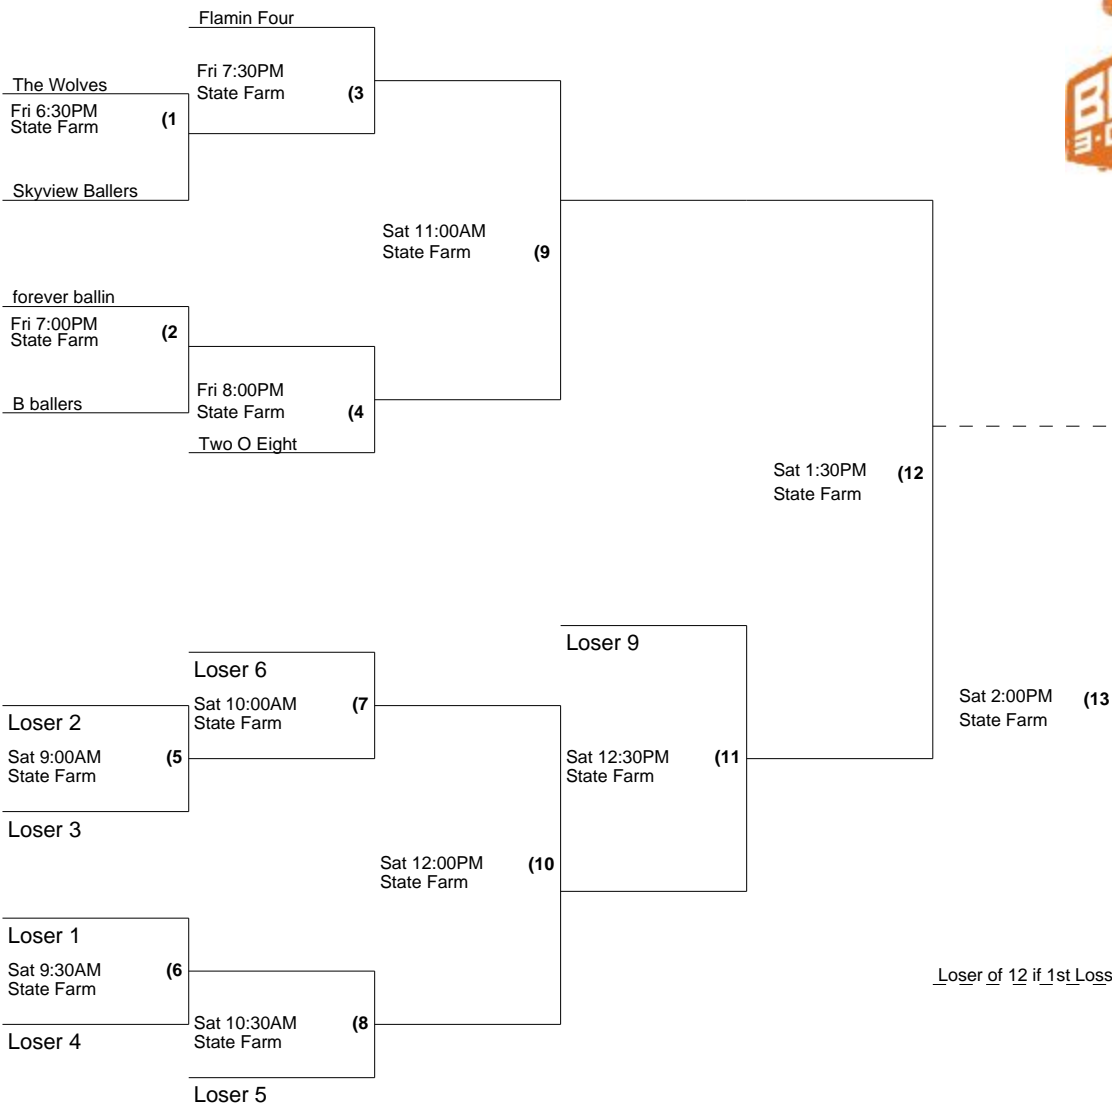 Flamin Four
Fri 7:30PM
State Farm (3
The Wolves
Fri 6:30PM
State Farm (1
Skyview Ballers
Sat 11:00AM
State Farm (9
forever ballin
Fri 7:00PM
State Farm (2
B ballers
Fri 8:00PM
State Farm (4
Two O Eight
Sat 1:30PM (12
State Farm
Loser 9
Loser 6
Sat 10:00AM (7
State Farm
Loser 2
Sat 9:00AM (5
State Farm
Loser 3
Sat 12:30PM (11
State Farm
Sat 2:00PM (13
State Farm
Sat 12:00PM (10
State Farm
Loser 1
Sat 9:30AM (6
State Farm
Loser 4
Sat 10:30AM (8
State Farm
Loser 5
Loser of 12 if 1st Loss